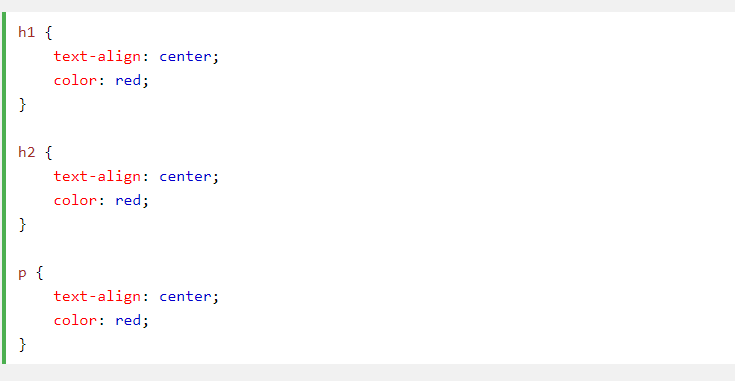 h1 {
    text-align: center;
    color: red;
}
h2 {
    text-align: center;
    color: red;
}
p {
    text-align: center;
    color: red;
}